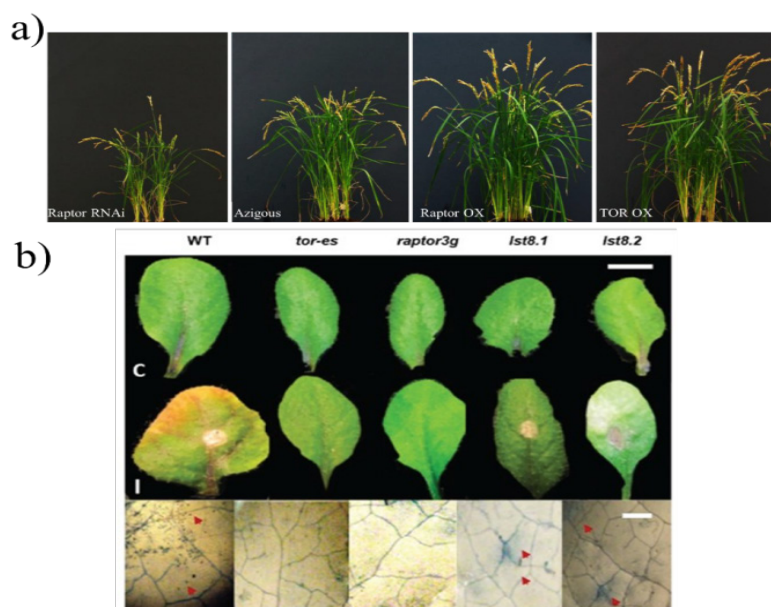 a)
Raptor RNAi
Azigous
Raptor OX
TOR OX
b)
WT tor-es raptor3g lst8.1 lst8.2
C
I